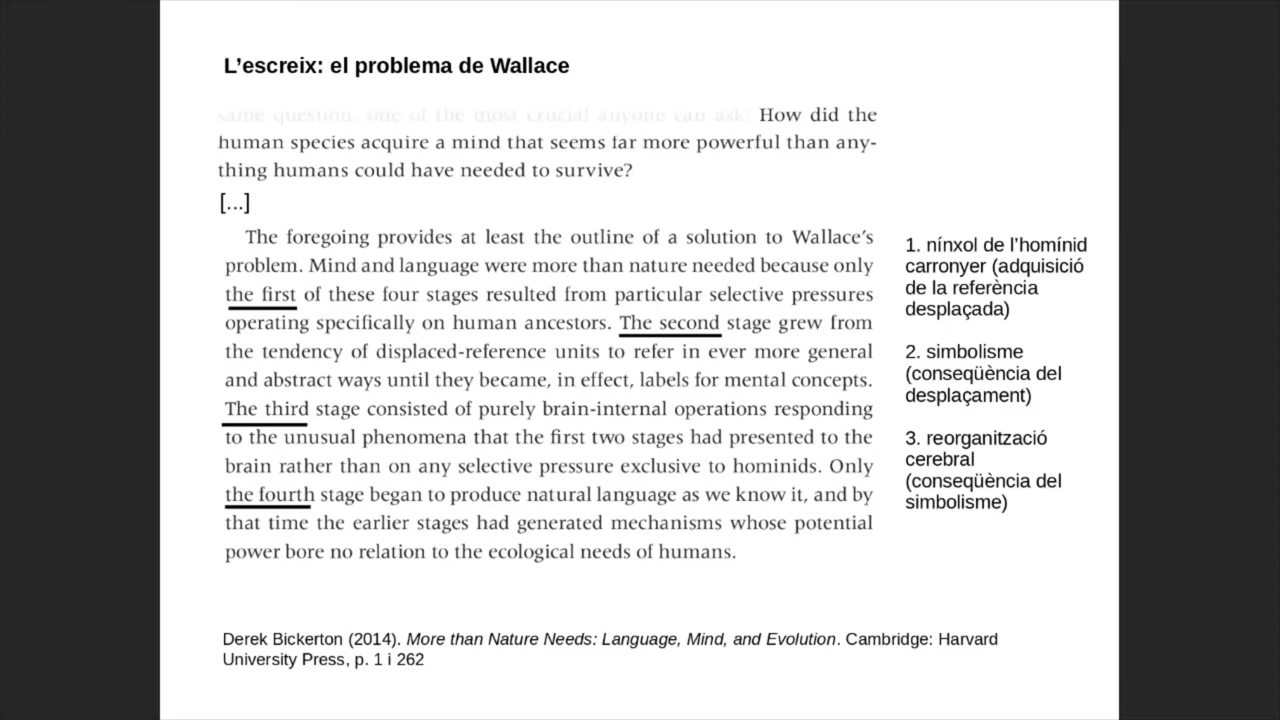 L’escreix: el problema de Wallace
same question, one of the most crucial anyone can ask: How did the
human species acquire a mind that seems far more powerful than any-
thing humans could have needed to survive?
[...]
The foregoing provides at least the outline of a solution to Wallace’s
problem. Mind and language were more than nature needed because only
the first of these four stages resulted from particular selective pressures
operating specifically on human ancestors. The second stage grew from
the tendency of displaced-reference units to refer in ever more general
and abstract ways until they became, in effect, labels for mental concepts.
The third stage consisted of purely brain-internal operations responding
to the unusual phenomena that the first two stages had presented to the
brain rather than on any selective pressure exclusive to hominids. Only
the fourth stage began to produce natural language as we know it, and by
that time the earlier stages had generated mechanisms whose potential
power bore no relation to the ecological needs of humans.
1. nínxol de l’homínid
carronyer (adquisició
de la referència
desplaçada)
2. simbolisme
(conseqüència del
desplaçament)
3. reorganització
cerebral
(conseqüència del
simbolisme)
Derek Bickerton (2014). More than Nature Needs: Language, Mind, and Evolution. Cambridge: Harvard
University Press, p. 1 i 262